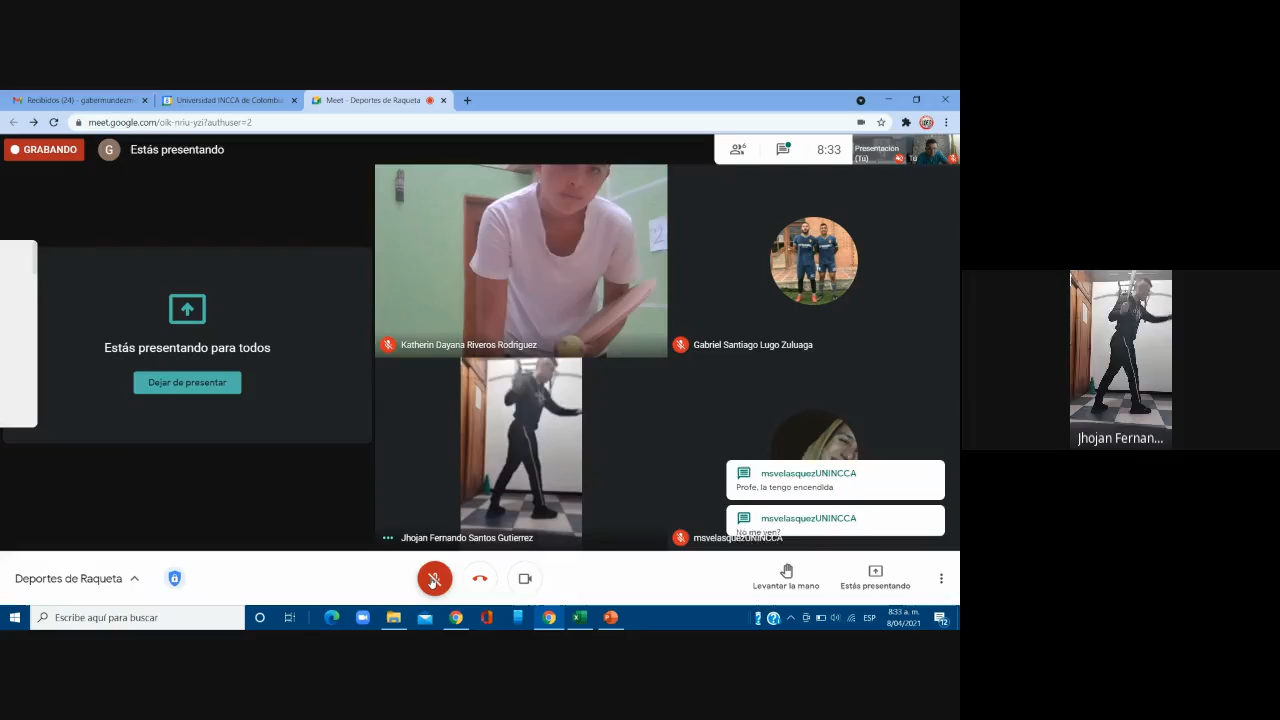 Recibidos (24) - gabermundezm
Universidad INCCA de Colombia
Meet - Deportes de Raqueta
meet.google.com/oik-nriu-yzi?authuser=2
GRABANDO
G
Estás presentando
8:33
Presentación
(Tú)
Tú
Estás presentando para todos
Dejar de presentar
Katherin Dayana Riveros Rodriguez
Gabriel Santiago Lugo Zuluaga
Jhojan Fernando Santos Gutierrez
msvelasquezUNINCCA
Profe, la tengo encendida
msvelasquezUNINCCA
No me ven?
msvelasquezUNINCCA
Jhojan Fernan...
Deportes de Raqueta
Levantar la mano
Estás presentando
Escribe aquí para buscar
ESP
8:33 a. m.
8/04/2021